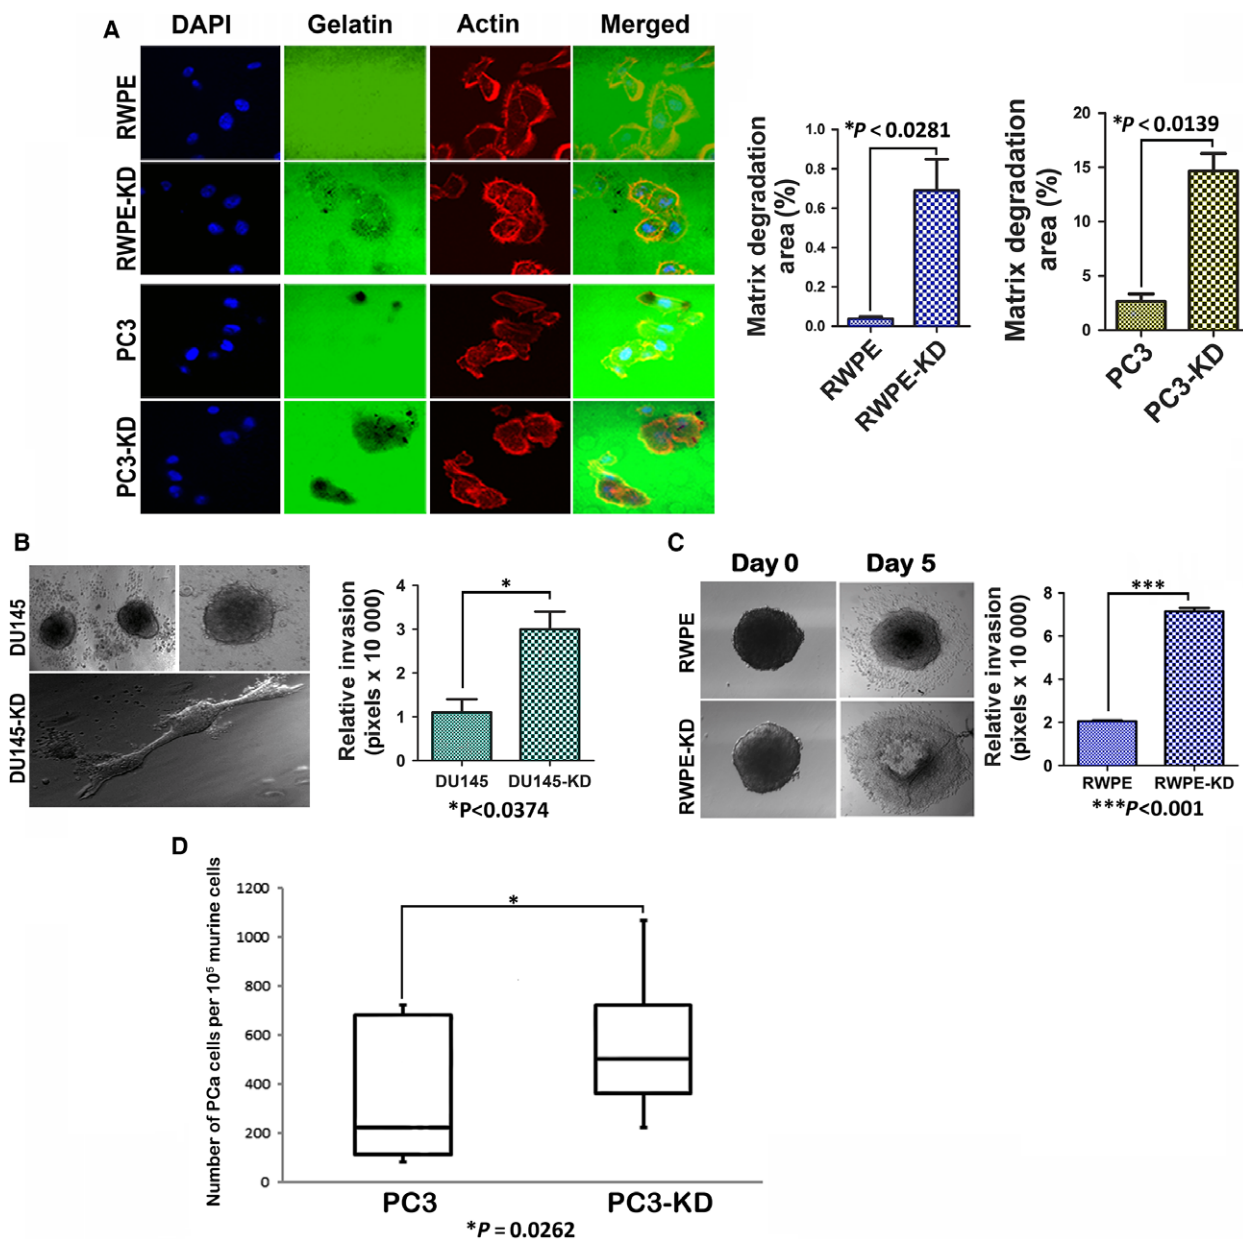 A
DAPI Gelatin Actin Merged
RWPE
RWPE-KD
PC3
PC3-KD
Matrix degradation
area (%)
*P < 0.0281
1.0
0.8
0.6
0.4
0.2
0.0
RWPE
RWPE-KD
Matrix degradation
area (%)
*P < 0.0139
20
15
10
5
0
PC3
PC3-KD
B
DU145
DU145-KD
Relative invasion
(pixels x 10 000)
*
4
3
2
1
0
DU145 DU145-KD
*P<0.0374
C
Day 0 Day 5
RWPE
RWPE-KD
Relative invasion
(pixels x 10 000)
***
8
6
4
2
0
RWPE RWPE-KD
***P<0.001
D
Number of PCa cells per 10⁵ murine cells
*
1200
1000
800
600
400
200
0
PC3 PC3-KD
*P = 0.0262